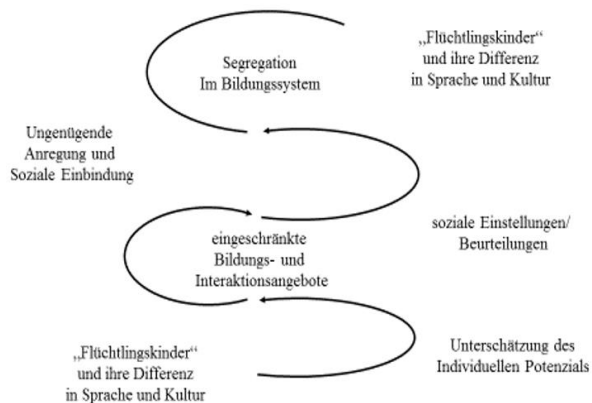 „Flüchtlingskinder“
und ihre Differenz
in Sprache und Kultur
Segregation
Im Bildungssystem
Ungenügende
Anregung und
Soziale Einbindung
soziale Einstellungen/
Beurteilungen
eingeschränkte
Bildungs- und
Interaktionsangebote
Unterschätzung des
Individuellen Potenzials
„Flüchtlingskinder“
und ihre Differenz
in Sprache und Kultur